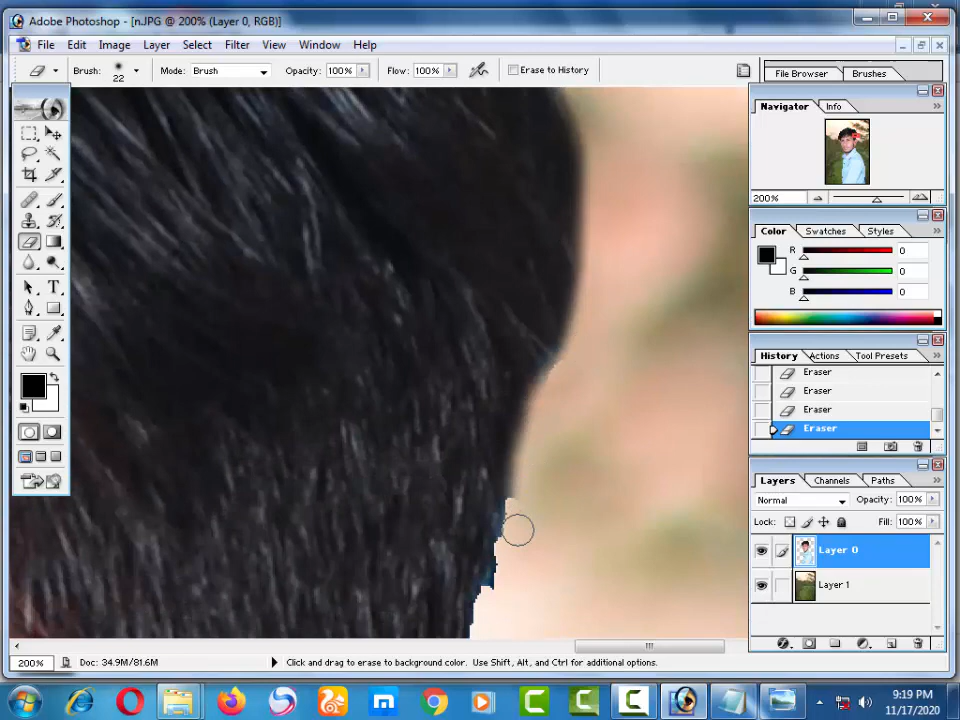 Adobe Photoshop - [n.JPG @ 200% (Layer 0, RGB)]
File Edit Image Layer Select Filter View Window Help
Brush: 22 Mode: Brush Opacity: 100% Flow: 100% Erase to History File Browser Brushes
Navigator Info
200%
Color Swatches Styles
R 0
G 0
B 0
History Actions Tool Presets
Eraser
Eraser
Eraser
Eraser
Layers Channels Paths
Normal Opacity: 100%
Lock: Fill: 100%
Layer 0
Layer 1
200% Doc: 34.9M/81.6M Click and drag to erase to background color. Use Shift, Alt, and Ctrl for additional options.
9:19 PM
11/17/2020